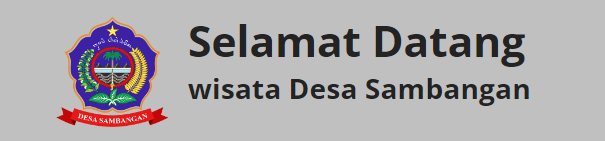 Selamat Datang
wisata Desa Sambangan
DESA SAMBANGAN